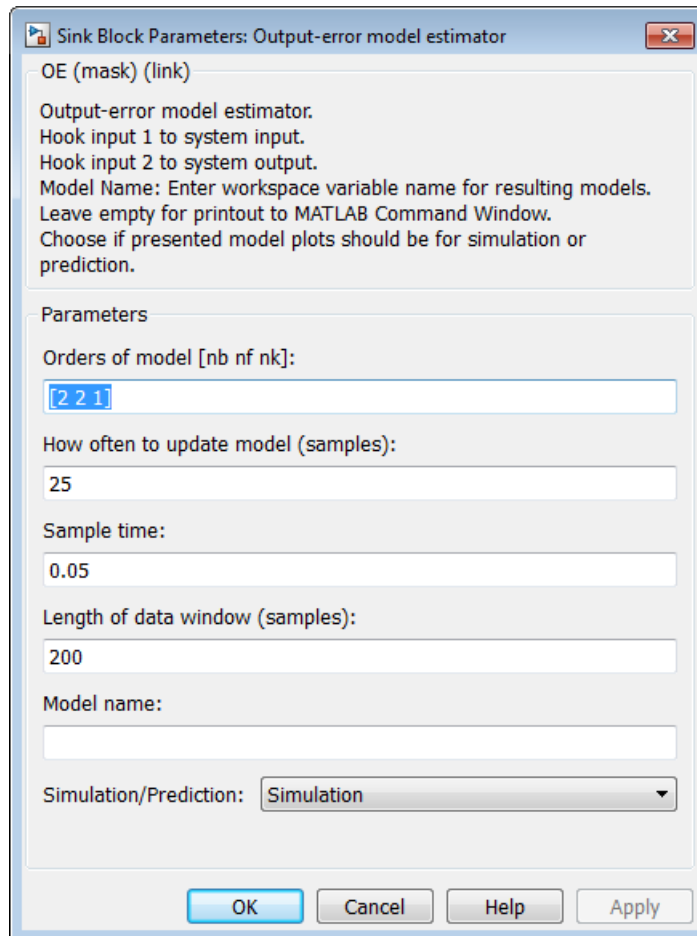 Sink Block Parameters: Output-error model estimator
OE (mask) (link)
Output-error model estimator.
Hook input 1 to system input.
Hook input 2 to system output.
Model Name: Enter workspace variable name for resulting models.
Leave empty for printout to MATLAB Command Window.
Choose if presented model plots should be for simulation or
prediction.
Parameters
Orders of model [nb nf nk]:
[2 2 1]
How often to update model (samples):
25
Sample time:
0.05
Length of data window (samples):
200
Model name:
Simulation/Prediction: Simulation
OK Cancel Help Apply